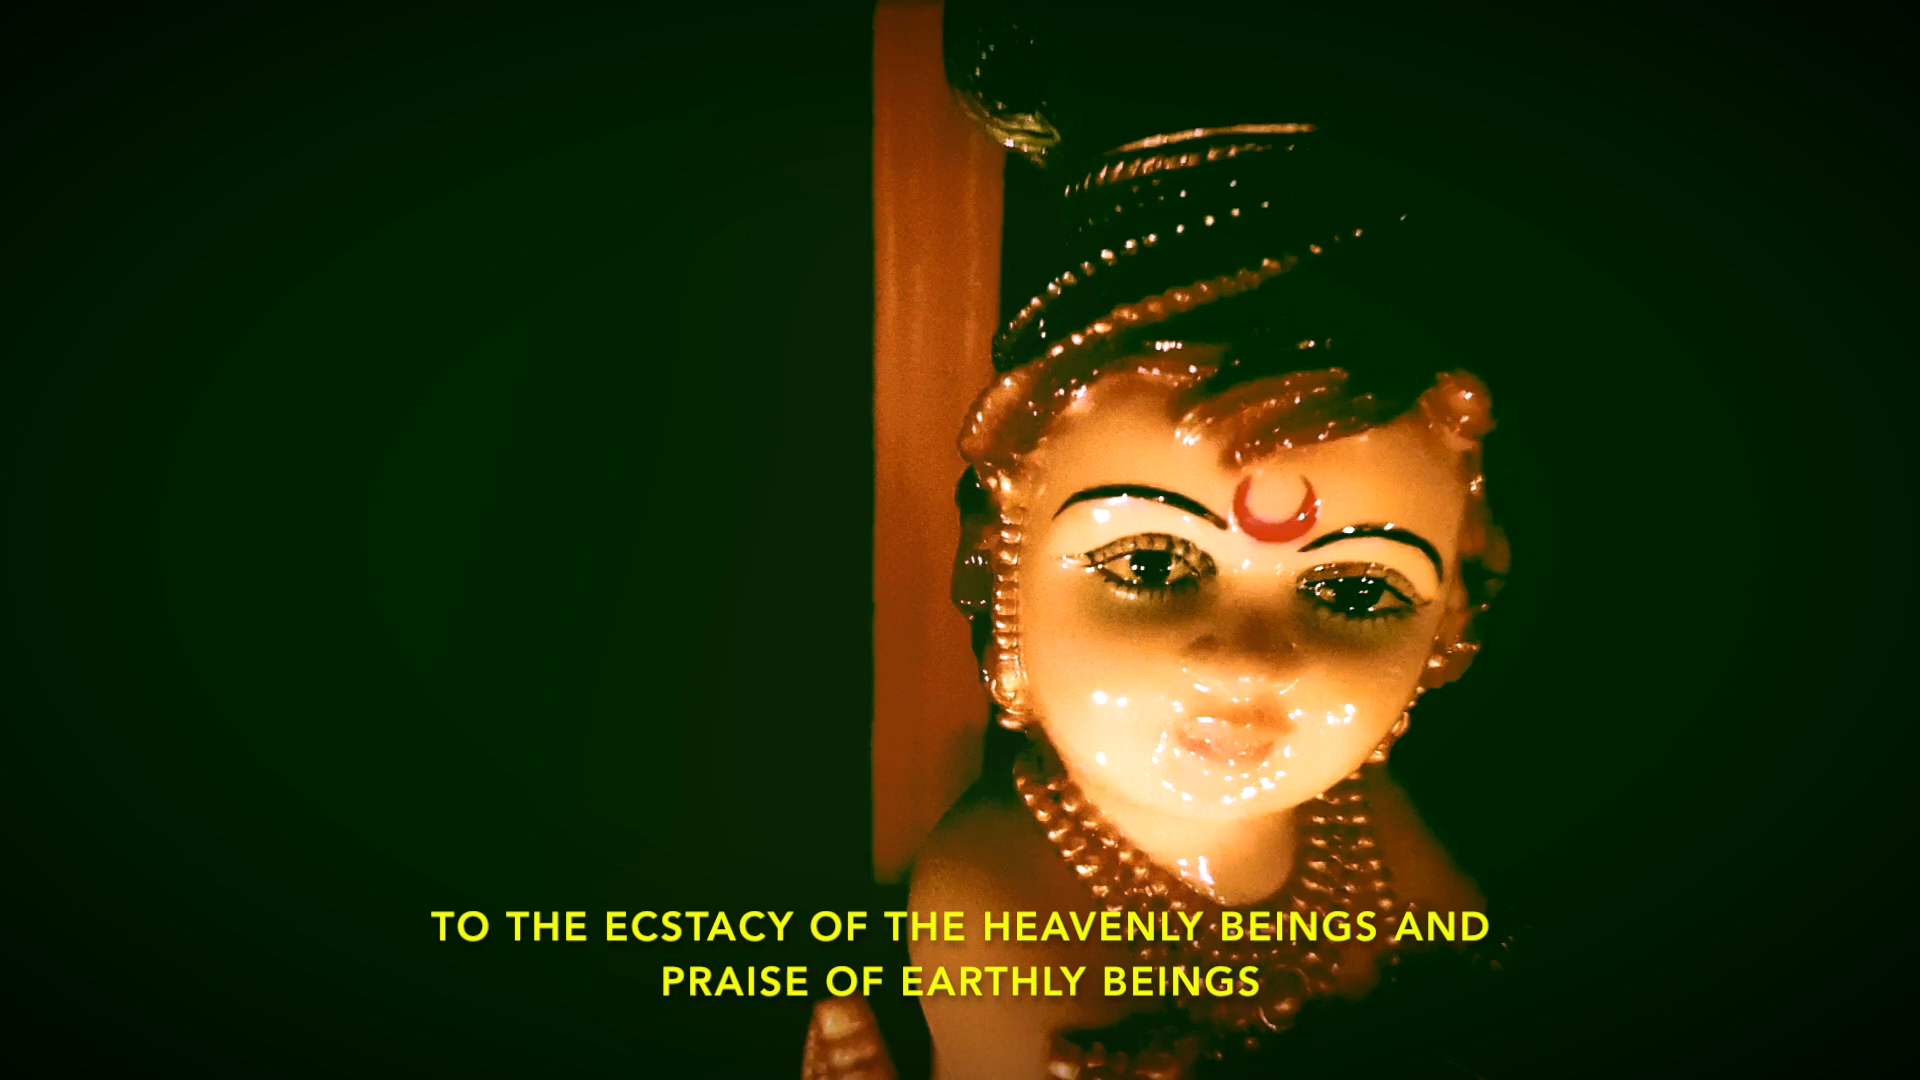 TO THE ECSTACY OF THE HEAVENLY BEINGS AND
PRAISE OF EARTHLY BEINGS